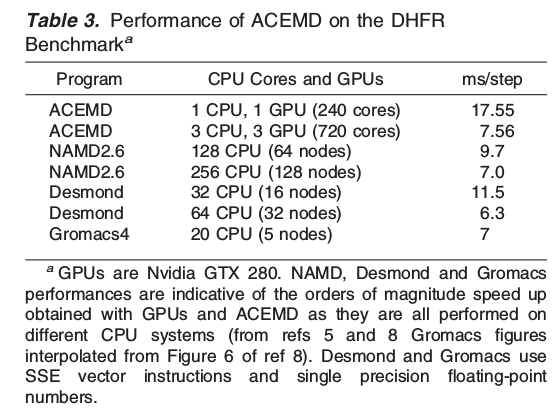 Table 3. Performance of ACEMD on the DHFR
Benchmarkᵃ
Program CPU Cores and GPUs ms/step
ACEMD 1 CPU, 1 GPU (240 cores) 17.55
ACEMD 3 CPU, 3 GPU (720 cores) 7.56
NAMD2.6 128 CPU (64 nodes) 9.7
NAMD2.6 256 CPU (128 nodes) 7.0
Desmond 32 CPU (16 nodes) 11.5
Desmond 64 CPU (32 nodes) 6.3
Gromacs4 20 CPU (5 nodes) 7
ᵃ GPUs are Nvidia GTX 280. NAMD, Desmond and Gromacs
performances are indicative of the orders of magnitude speed up
obtained with GPUs and ACEMD as they are all performed on
different CPU systems (from refs 5 and 8 Gromacs figures
interpolated from Figure 6 of ref 8). Desmond and Gromacs use
SSE vector instructions and single precision floating-point
numbers.